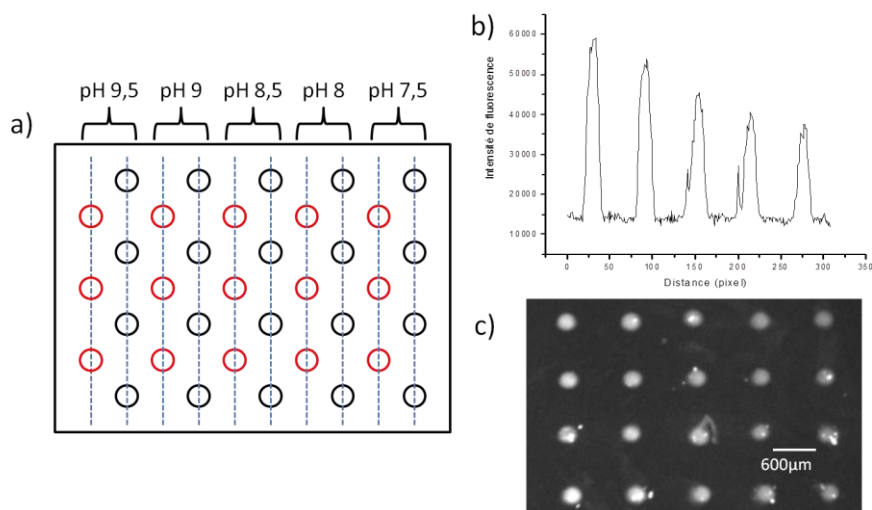 a)
pH 9,5 pH 9 pH 8,5 pH 8 pH 7,5
b)
Intensité de fluorescence
60000
50000
40000
30000
20000
10000
0 50 100 150 200 250 300 350
Distance (pixel)
c)
600µm